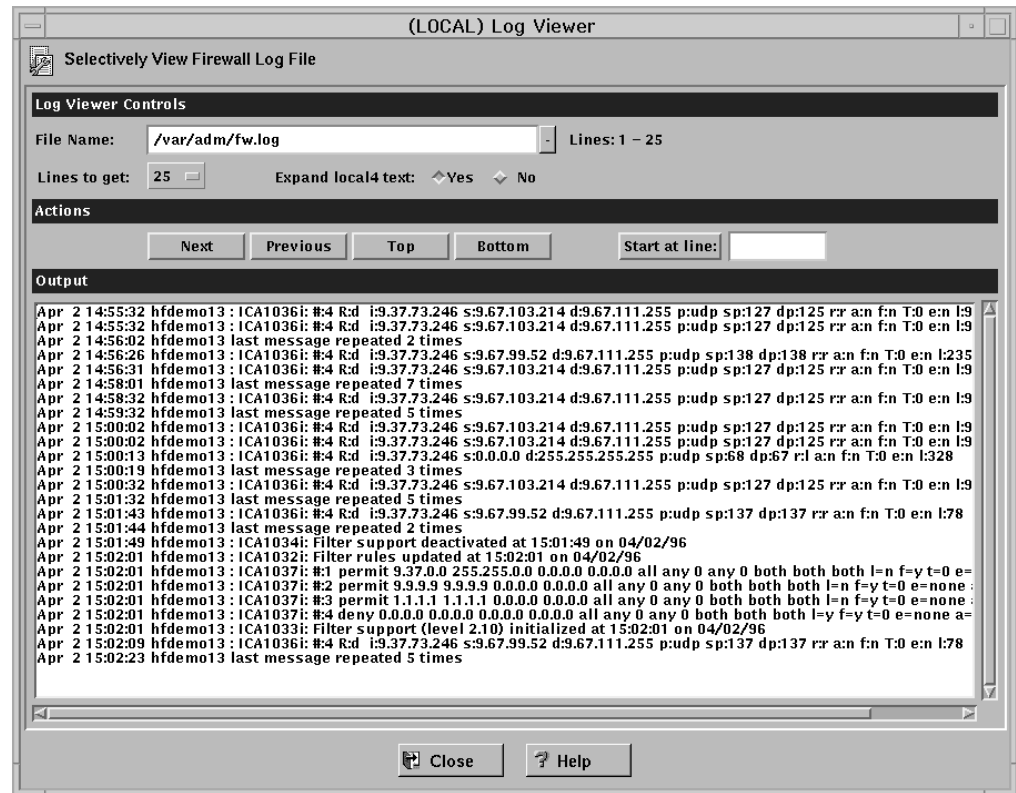 (LOCAL) Log Viewer
Selectively View Firewall Log File
Log Viewer Controls
File Name: /var/adm/fw.log Lines: 1 – 25
Lines to get: 25 Expand local4 text: Yes No
Actions
Next Previous Top Bottom Start at line:
Output
Apr 2 14:55:32 hfdemo13 : ICA1036i: #:4 R:d i:9.37.73.246 s:9.67.103.214 d:9.67.111.255 p:udp sp:127 dp:125 r:r a:n f:n T:0 e:n l:9
Apr 2 14:55:32 hfdemo13 : ICA1036i: #:4 R:d i:9.37.73.246 s:9.67.103.214 d:9.67.111.255 p:udp sp:127 dp:125 r:r a:n f:n T:0 e:n l:9
Apr 2 14:56:02 hfdemo13 last message repeated 2 times
Apr 2 14:56:26 hfdemo13 : ICA1036i: #:4 R:d i:9.37.73.246 s:9.67.99.52 d:9.67.111.255 p:udp sp:138 dp:138 r:r a:n f:n T:0 e:n l:235
Apr 2 14:56:31 hfdemo13 : ICA1036i: #:4 R:d i:9.37.73.246 s:9.67.103.214 d:9.67.111.255 p:udp sp:127 dp:125 r:r a:n f:n T:0 e:n l:9
Apr 2 14:58:01 hfdemo13 last message repeated 7 times
Apr 2 14:58:32 hfdemo13 : ICA1036i: #:4 R:d i:9.37.73.246 s:9.67.103.214 d:9.67.111.255 p:udp sp:127 dp:125 r:r a:n f:n T:0 e:n l:9
Apr 2 14:59:32 hfdemo13 last message repeated 5 times
Apr 2 15:00:02 hfdemo13 : ICA1036i: #:4 R:d i:9.37.73.246 s:9.67.103.214 d:9.67.111.255 p:udp sp:127 dp:125 r:r a:n f:n T:0 e:n l:9
Apr 2 15:00:02 hfdemo13 : ICA1036i: #:4 R:d i:9.37.73.246 s:9.67.103.214 d:9.67.111.255 p:udp sp:127 dp:125 r:r a:n f:n T:0 e:n l:9
Apr 2 15:00:13 hfdemo13 : ICA1036i: #:4 R:d i:9.37.73.246 s:0.0.0.0 d:255.255.255.255 p:udp sp:68 dp:67 r:l a:n f:n T:0 e:n l:328
Apr 2 15:00:19 hfdemo13 last message repeated 3 times
Apr 2 15:00:32 hfdemo13 : ICA1036i: #:4 R:d i:9.37.73.246 s:9.67.103.214 d:9.67.111.255 p:udp sp:127 dp:125 r:r a:n f:n T:0 e:n l:9
Apr 2 15:01:32 hfdemo13 last message repeated 5 times
Apr 2 15:01:43 hfdemo13 : ICA1036i: #:4 R:d i:9.37.73.246 s:9.67.99.52 d:9.67.111.255 p:udp sp:137 dp:137 r:r a:n f:n T:0 e:n l:78
Apr 2 15:01:44 hfdemo13 last message repeated 2 times
Apr 2 15:01:49 hfdemo13 : ICA1034i: Filter support deactivated at 15:01:49 on 04/02/96
Apr 2 15:02:01 hfdemo13 : ICA1032i: Filter rules updated at 15:02:01 on 04/02/96
Apr 2 15:02:01 hfdemo13 : ICA1037i: #:1 permit 9.37.0.0 255.255.0.0 0.0.0.0 0.0.0.0 all any 0 any 0 both both both l=n f=y t=0 e=
Apr 2 15:02:01 hfdemo13 : ICA1037i: #:2 permit 9.9.9.9 9.9.9.9 0.0.0.0 0.0.0.0 all any 0 any 0 both both both l=n f=y t=0 e=none
Apr 2 15:02:01 hfdemo13 : ICA1037i: #:3 permit 1.1.1.1 1.1.1.1 0.0.0.0 0.0.0.0 all any 0 any 0 both both both l=n f=y t=0 e=none
Apr 2 15:02:01 hfdemo13 : ICA1037i: #:4 deny 0.0.0.0 0.0.0.0 0.0.0.0 0.0.0.0 all any 0 any 0 both both both l=y f=y t=0 e=none a=
Apr 2 15:02:01 hfdemo13 : ICA1033i: Filter support (level 2.10) initialized at 15:02:01 on 04/02/96
Apr 2 15:02:09 hfdemo13 : ICA1036i: #:4 R:d i:9.37.73.246 s:9.67.99.52 d:9.67.111.255 p:udp sp:137 dp:137 r:r a:n f:n T:0 e:n l:78
Apr 2 15:02:23 hfdemo13 last message repeated 5 times
Close Help